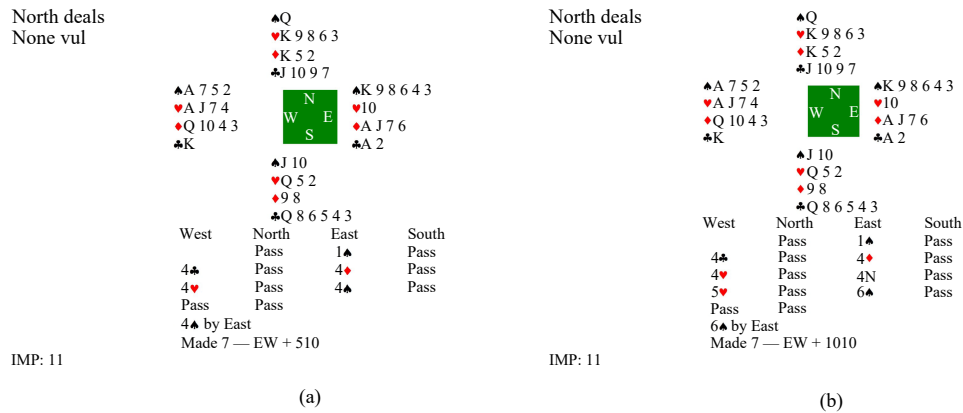 North deals
None vul
♠Q
♥K 9 8 6 3
♦K 5 2
♣J 10 9 7
♠A 7 5 2
♥A J 7 4
♦Q 10 4 3
♣K
N
W E
S
♠K 9 8 6 4 3
♥10
♦A J 7 6
♣A 2
♠J 10
♥Q 5 2
♦9 8
♣Q 8 6 5 4 3
West North East South
Pass 1♠ Pass
4♣ Pass 4♦ Pass
4♥ Pass 4♠ Pass
Pass Pass
4♠ by East
Made 7 — EW + 510
IMP: 11
(a)
North deals
None vul
♠Q
♥K 9 8 6 3
♦K 5 2
♣J 10 9 7
♠A 7 5 2
♥A J 7 4
♦Q 10 4 3
♣K
N
W E
S
♠K 9 8 6 4 3
♥10
♦A J 7 6
♣A 2
♠J 10
♥Q 5 2
♦9 8
♣Q 8 6 5 4 3
West North East South
Pass 1♠ Pass
4♣ Pass 4♦ Pass
4♥ Pass 4N Pass
5♥ Pass 6♠ Pass
Pass Pass
6♠ by East
Made 7 — EW + 1010
IMP: 11
(b)